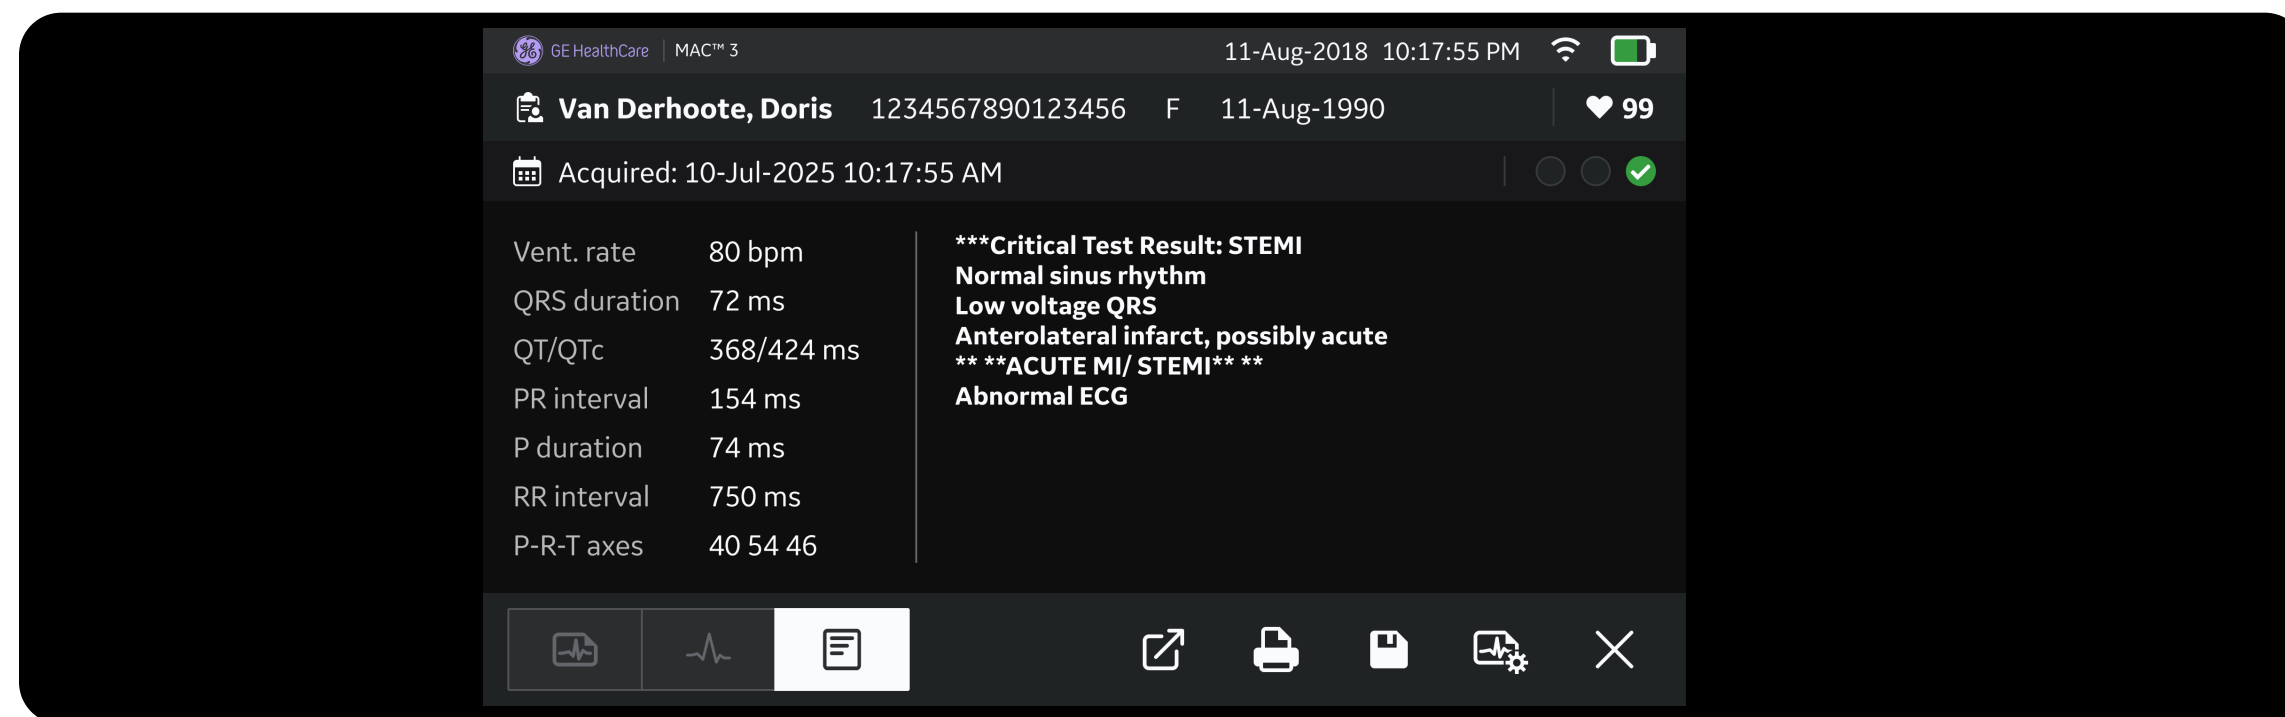 GE HealthCare | MAC™ 3 11-Aug-2018 10:17:55 PM
Van Derhoote, Doris 1234567890123456 F 11-Aug-1990 99
Acquired: 10-Jul-2025 10:17:55 AM
Vent. rate 80 bpm
QRS duration 72 ms
QT/QTc 368/424 ms
PR interval 154 ms
P duration 74 ms
RR interval 750 ms
P-R-T axes 40 54 46
***Critical Test Result: STEMI
Normal sinus rhythm
Low voltage QRS
Anterolateral infarct, possibly acute
** **ACUTE MI/ STEMI** **
Abnormal ECG